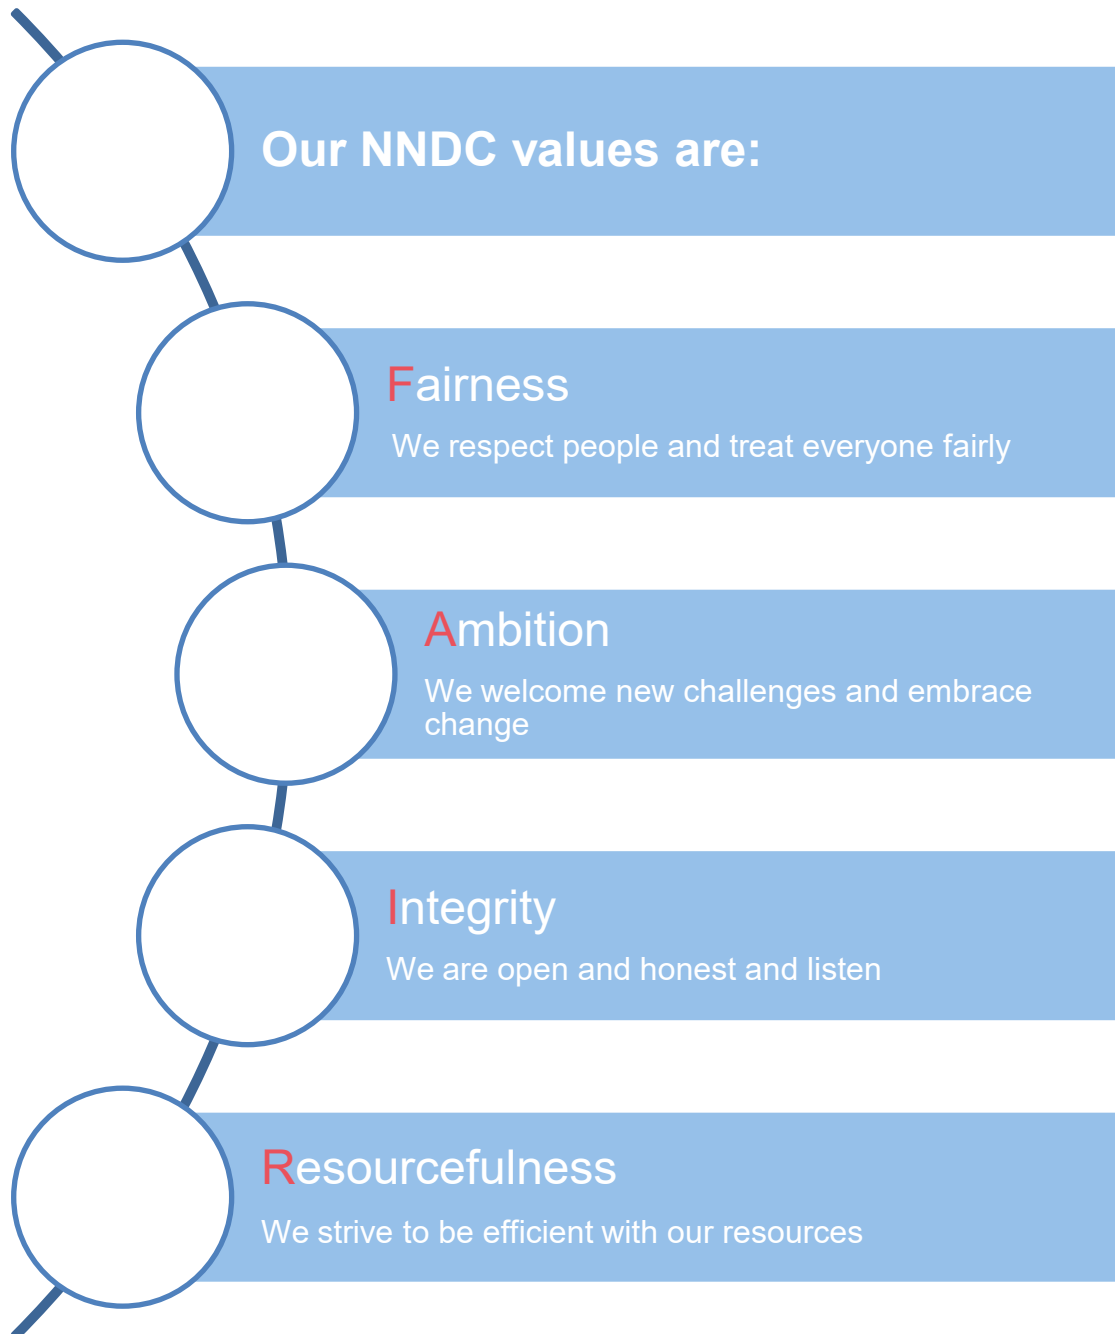 Our NNDC values are:
Fairness
We respect people and treat everyone fairly
Ambition
We welcome new challenges and embrace
change
Integrity
We are open and honest and listen
Resourcefulness
We strive to be efficient with our resources